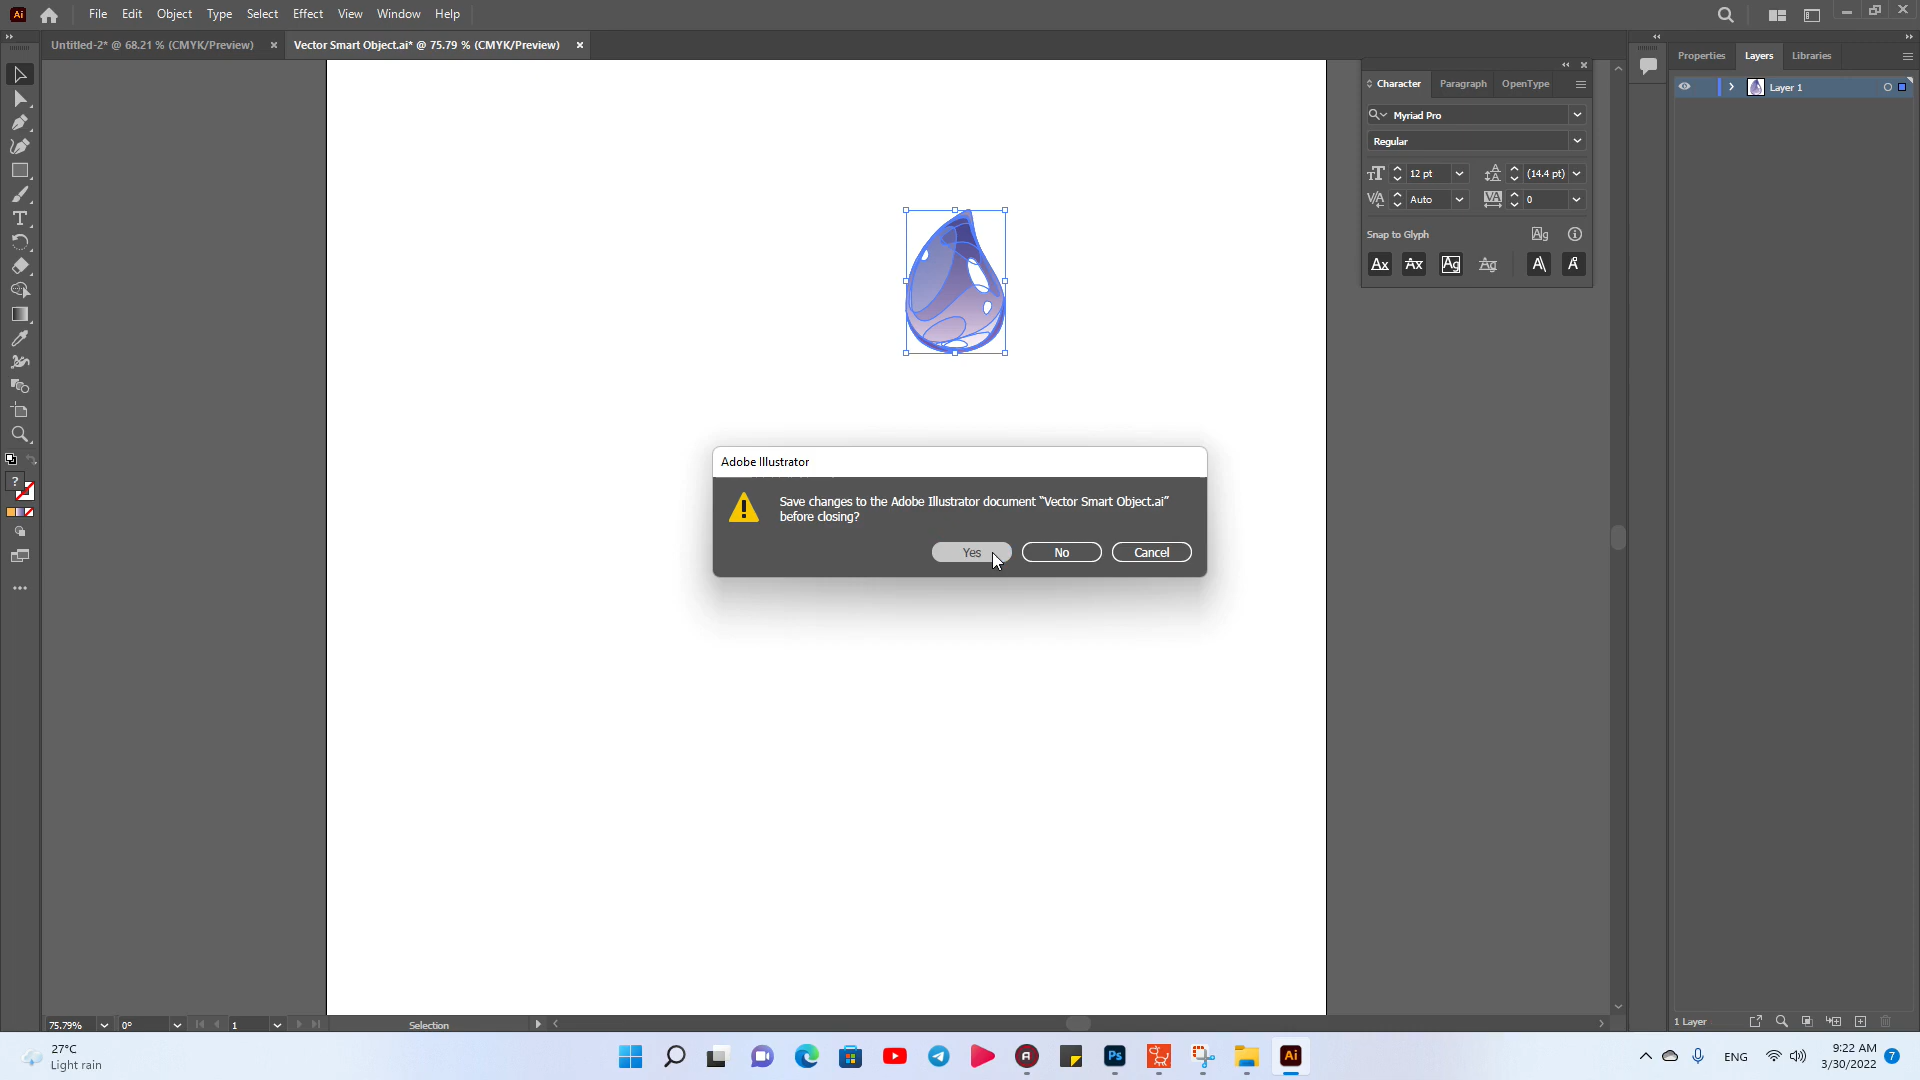 Ai File Edit Object Type Select Effect View Window Help
Untitled-2* @ 68.21 % (CMYK/Preview) × Vector Smart Object.ai* @ 75.79 % (CMYK/Preview) ×
Properties Layers Libraries
Layer 1
Character Paragraph OpenType
Myriad Pro
Regular
12 pt (14.4 pt)
Auto 0
Snap to Glyph
Adobe Illustrator
Save changes to the Adobe Illustrator document “Vector Smart Object.ai”
before closing?
Yes No Cancel
75.79% 0° 1 Selection
1 Layer
27°C
Light rain
Ps Ai
ENG
9:22 AM
3/30/2022
7